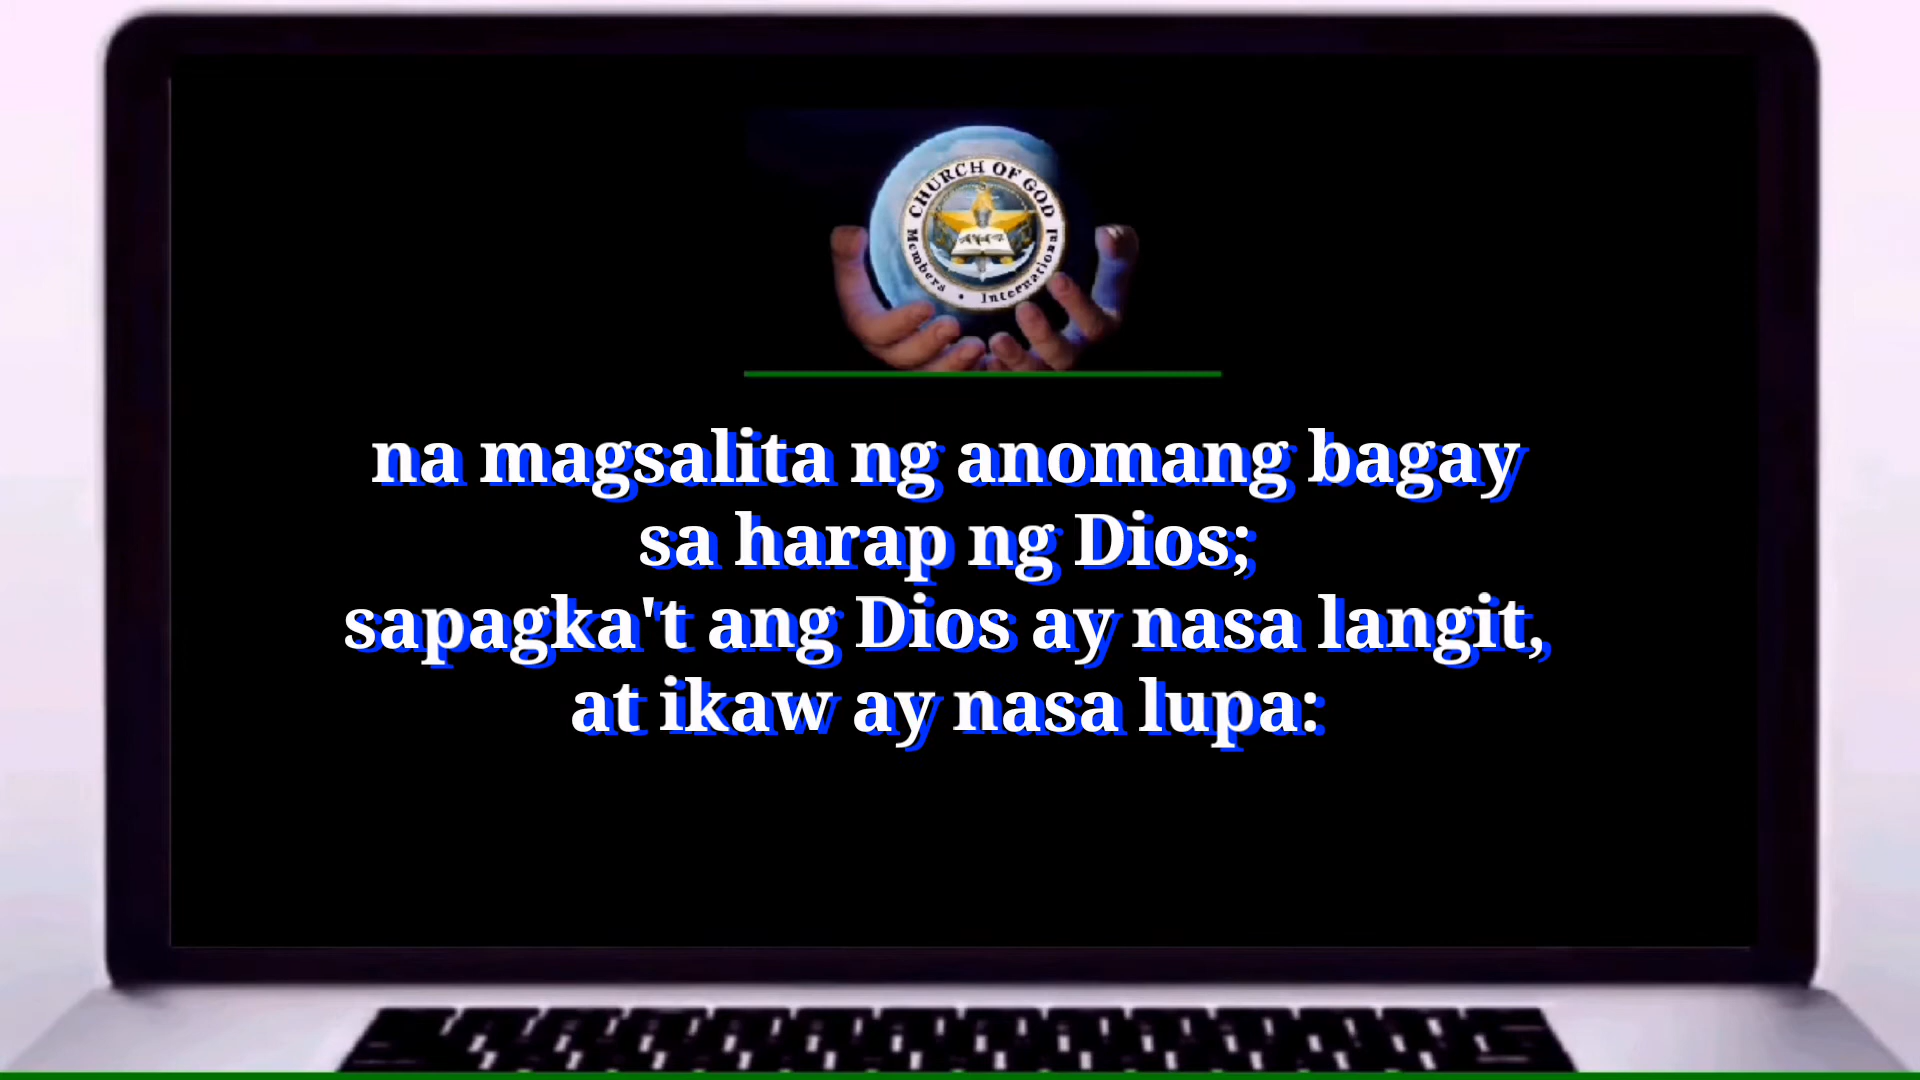 CHURCH OF GOD
Members • International
na magsalita ng anomang bagay
sa harap ng Dios;
sapagka't ang Dios ay nasa langit,
at ikaw ay nasa lupa: